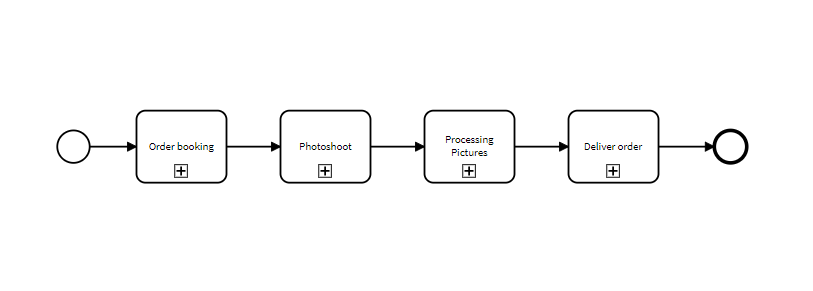 Order booking
Photoshoot
Processing
Pictures
Deliver order